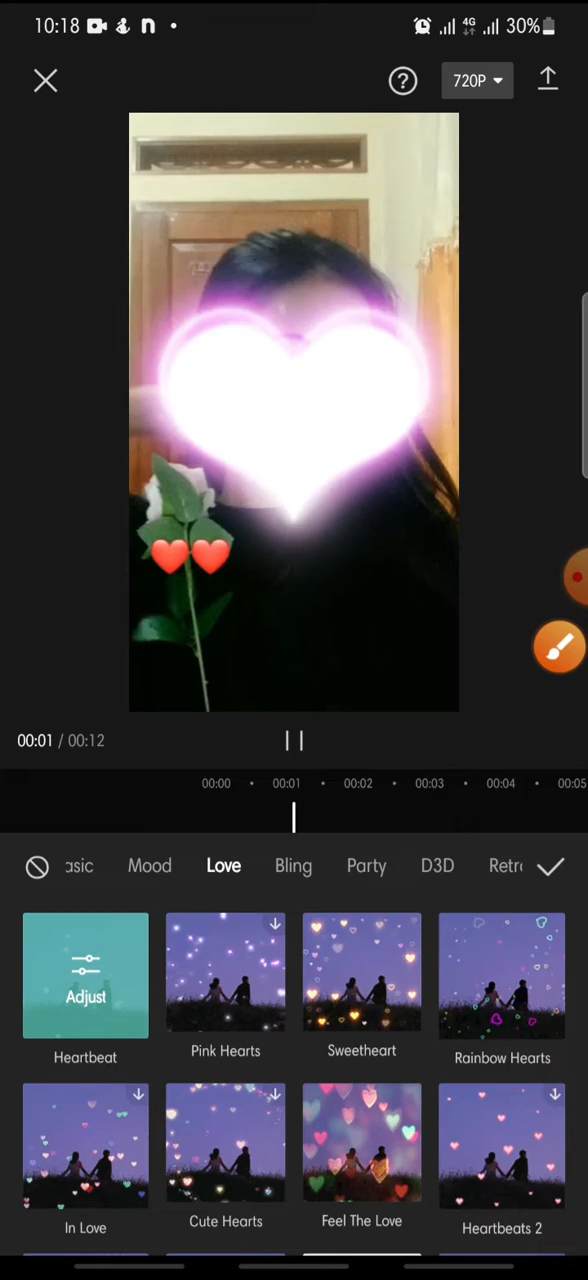 10:18 4G 30%
720P
00:01 / 00:12
00:00 00:01 00:02 00:03 00:04 00:05
asic Mood Love Bling Party D3D Retro
Adjust
Heartbeat Pink Hearts Sweetheart Rainbow Hearts
In Love Cute Hearts Feel The Love Heartbeats 2